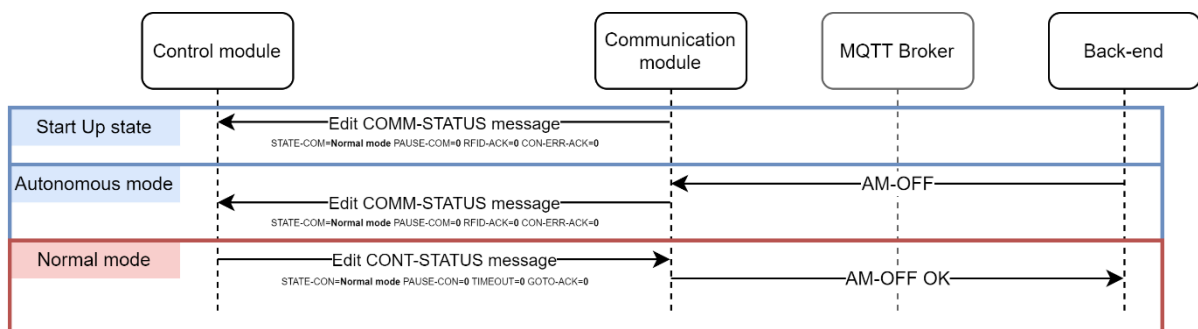 Control module
Communication
module
MQTT Broker
Back-end
Start Up state
Edit COMM-STATUS message
STATE-COM=Normal mode PAUSE-COM=0 RFID-ACK=0 CON-ERR-ACK=0
Autonomous mode
AM-OFF
Edit COMM-STATUS message
STATE-COM=Normal mode PAUSE-COM=0 RFID-ACK=0 CON-ERR-ACK=0
Normal mode
Edit CONT-STATUS message
STATE-CON=Normal mode PAUSE-CON=0 TIMEOUT=0 GOTO-ACK=0
AM-OFF OK